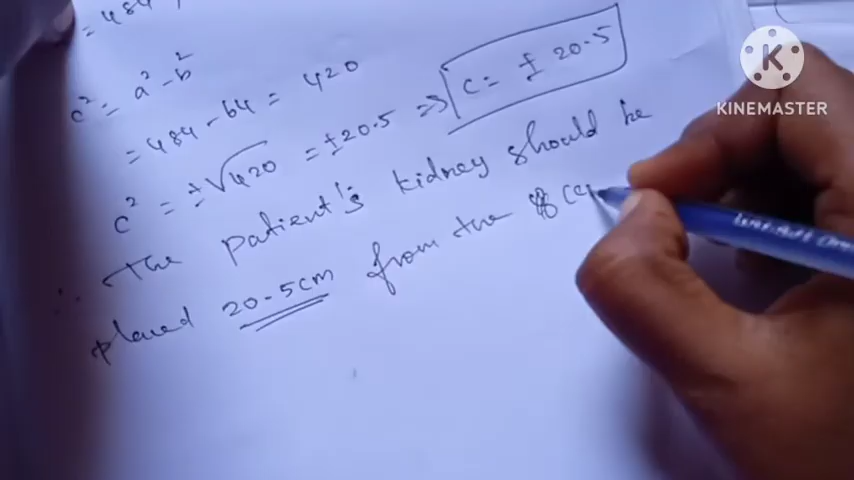 = 484
c² = a² - b²
= 484 - 64 = 420
c² = ±√420 = ±20.5 => c = ± 20.5
∴ The patient's kidney should be
placed 20.5cm from the
K
KINEMASTER